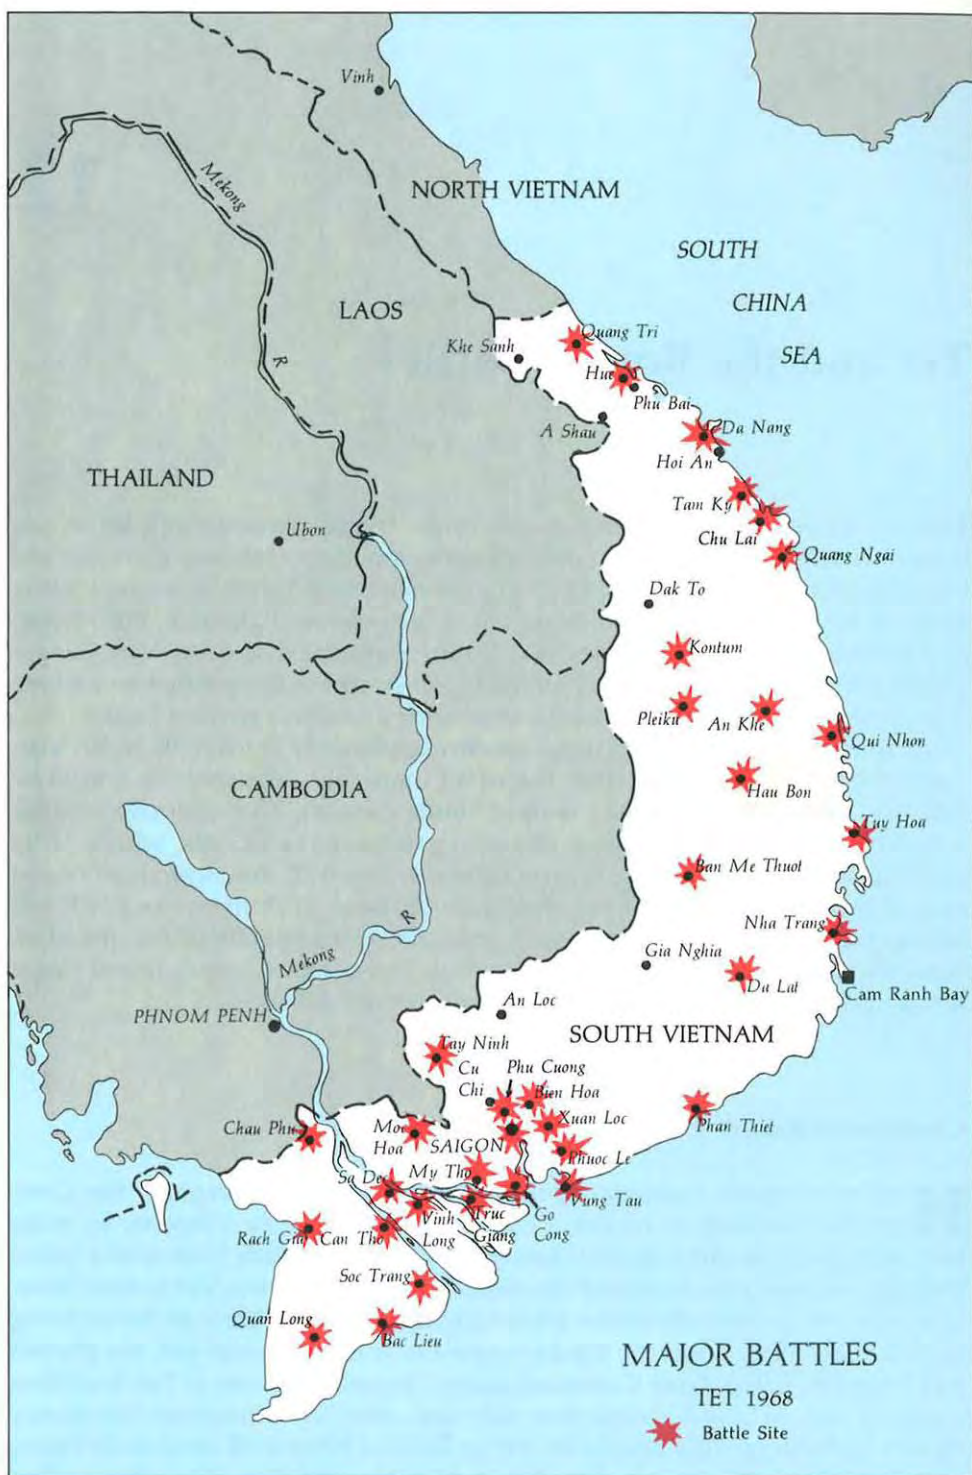 Vinh
Mekong
R
NORTH VIETNAM
SOUTH
CHINA
SEA
LAOS
Khe Sanh
Quang Tri
Hue
Phu Bai
A Shau
Da Nang
Hoi An
THAILAND
Ubon
Tam Ky
Chu Lai
Quang Ngai
Dak To
Kontum
Pleiku
An Khe
Qui Nhon
CAMBODIA
Hau Bon
Tuy Hoa
Ban Me Thuot
Nha Trang
Mekong
R
Gia Nghia
Da Lat
Cam Ranh Bay
PHNOM PENH
An Loc
SOUTH VIETNAM
Tay Ninh
Cu
Chi
Phu Cuong
Bien Hoa
Xuan Loc
Phan Thiet
Chau Phu
Moc
Hoa
SAIGON
Phuoc Le
Sa Dec
My Tho
Vung Tau
Rach Gia
Can Tho
Vinh
Long
Truc
Giang
Go
Cong
Soc Trang
Quan Long
Bac Lieu
MAJOR BATTLES
TET 1968
Battle Site